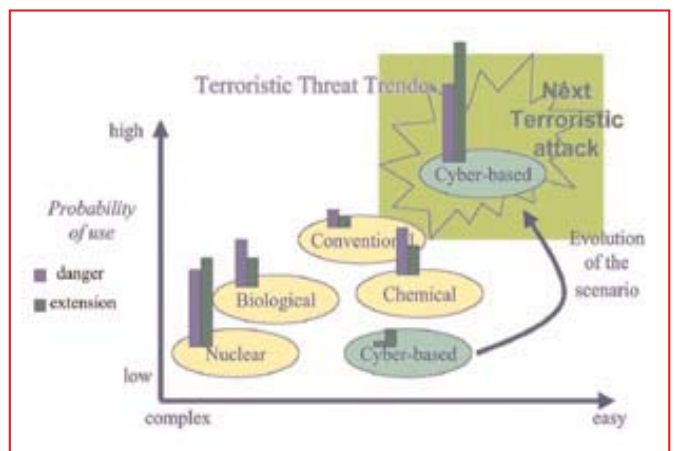 Terroristic Threat Trends
Next
Terroristic
attack
high
Cyber-based
Probability
of use
danger
extension
Conventional
Evolution
of the
scenario
Biological
Chemical
Nuclear
Cyber-based
low
complex
easy